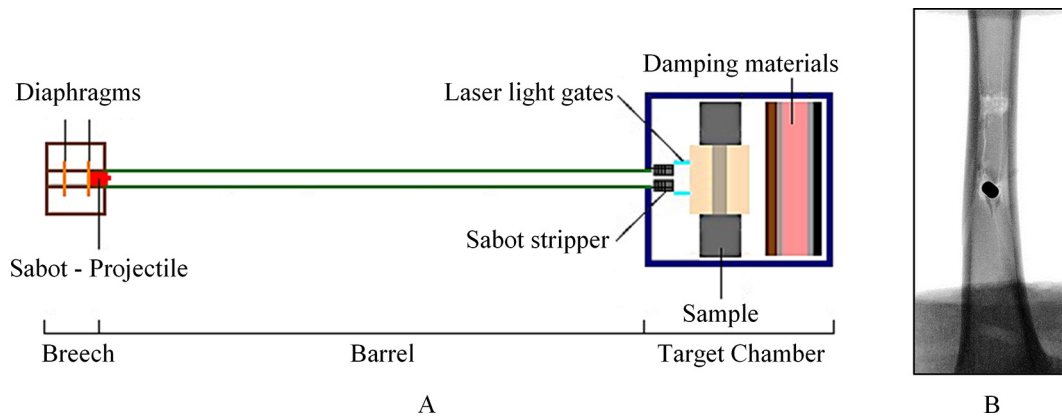 Diaphragms
Laser light gates
Damping materials
Sabot stripper
Sabot - Projectile
Sample
Breech
Barrel
Target Chamber
A
B